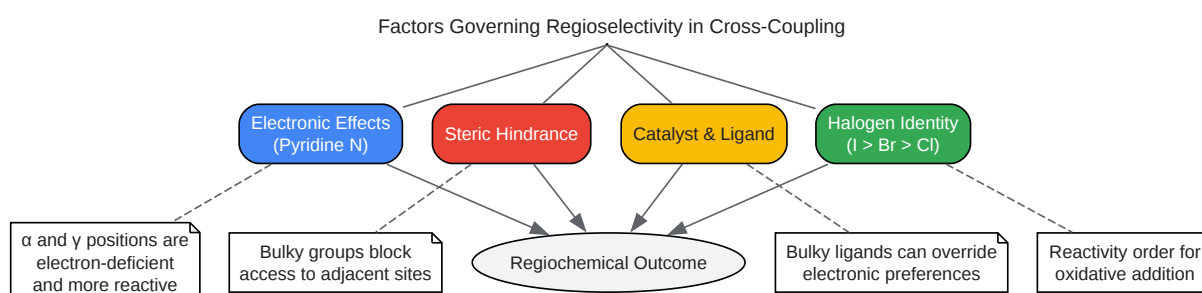 Factors Governing Regioselectivity in Cross-Coupling
Electronic Effects
(Pyridine N)
Steric Hindrance
Catalyst & Ligand
Halogen Identity
(I > Br > Cl)
α and γ positions are
electron-deficient
and more reactive
Bulky groups block
access to adjacent sites
Regiochemical Outcome
Bulky ligands can override
electronic preferences
Reactivity order for
oxidative addition